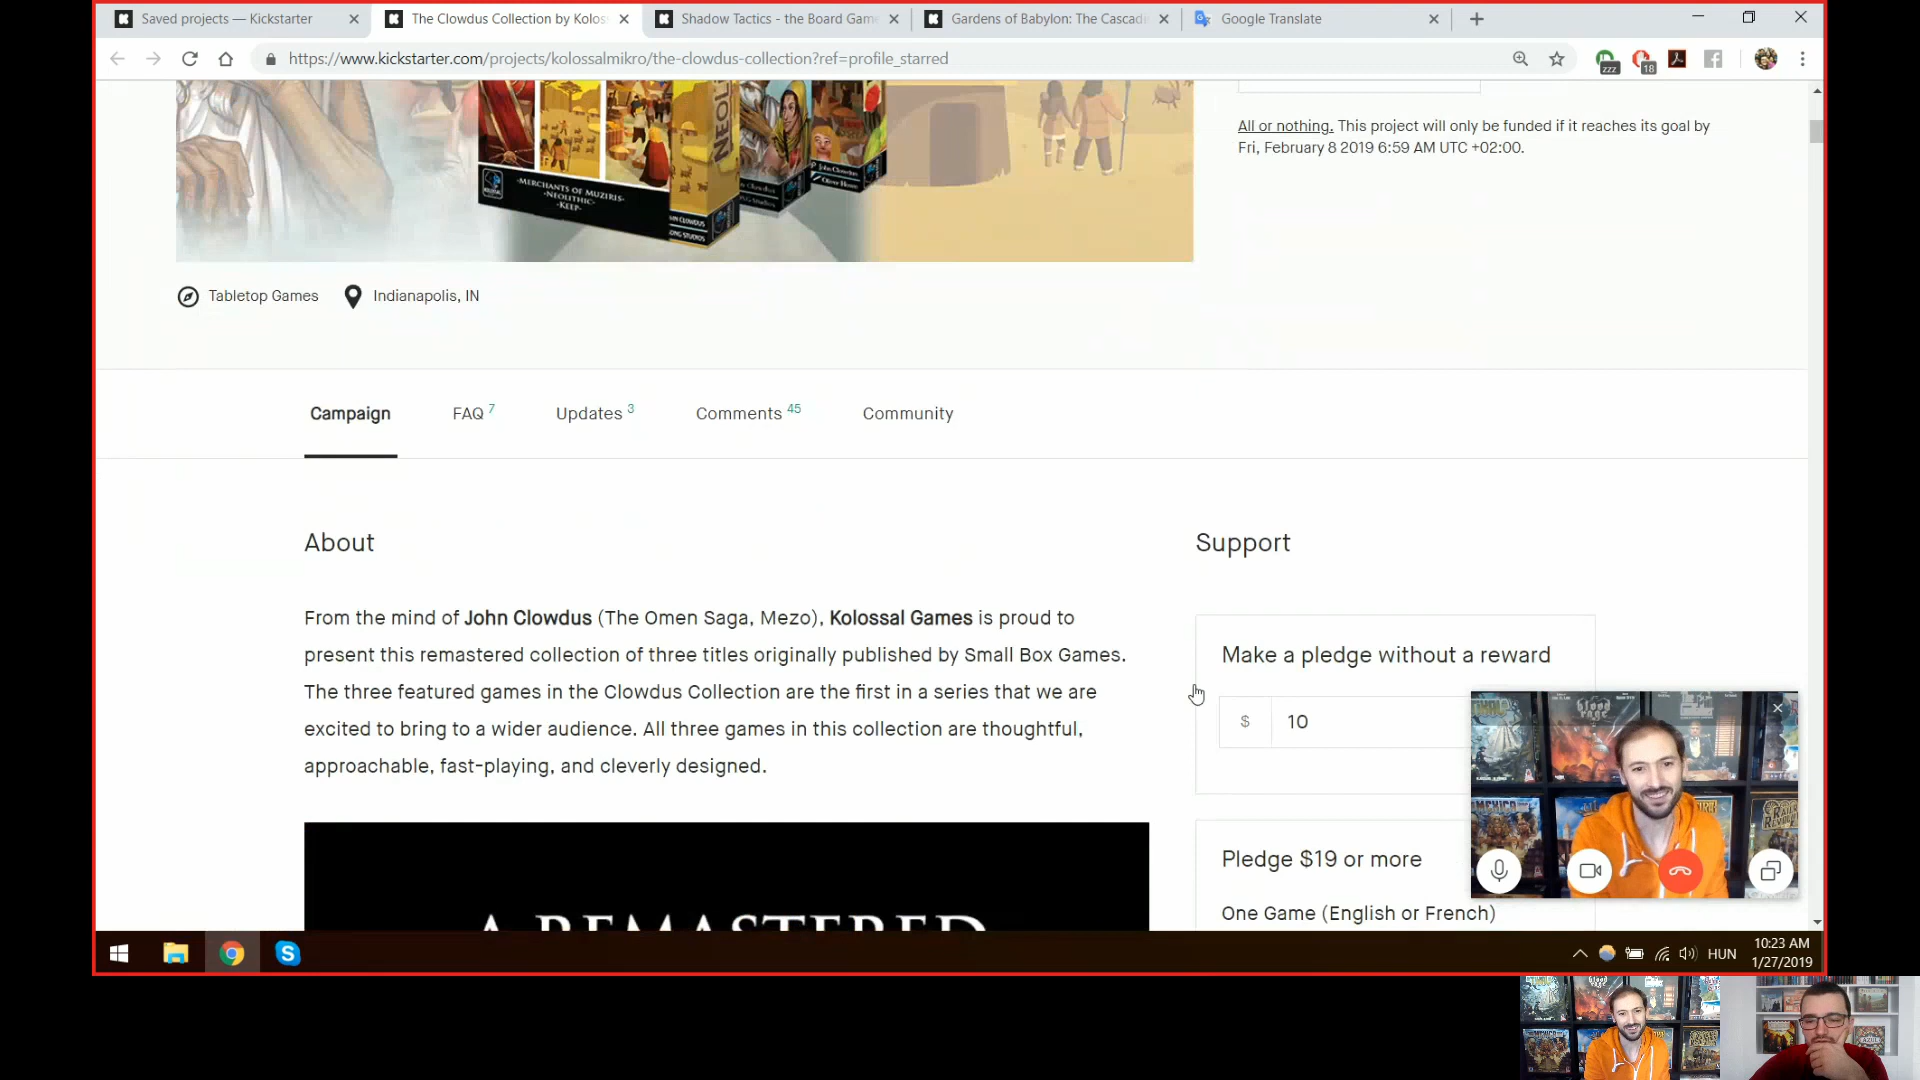 Saved projects — Kickstarter
The Clowdus Collection by Kolos
Shadow Tactics - the Board Game
Gardens of Babylon: The Cascadi
Google Translate
https://www.kickstarter.com/projects/kolossalmikro/the-clowdus-collection?ref=profile_starred
zzz
18
NEOLI
-MERCHANTS OF MUZIRIS-
-NEOLITHIC-
-KEEP-
All or nothing. This project will only be funded if it reaches its goal by
Fri, February 8 2019 6:59 AM UTC +02:00.
Tabletop Games
Indianapolis, IN
Campaign
FAQ 7
Updates 3
Comments 45
Community
About
Support
From the mind of John Clowdus (The Omen Saga, Mezo), Kolossal Games is proud to
present this remastered collection of three titles originally published by Small Box Games.
The three featured games in the Clowdus Collection are the first in a series that we are
excited to bring to a wider audience. All three games in this collection are thoughtful,
approachable, fast-playing, and cleverly designed.
Make a pledge without a reward
$ 10
Pledge $19 or more
One Game (English or French)
A REMASTERED
blood
rage
MEXICA
HUN
10:23 AM
1/27/2019